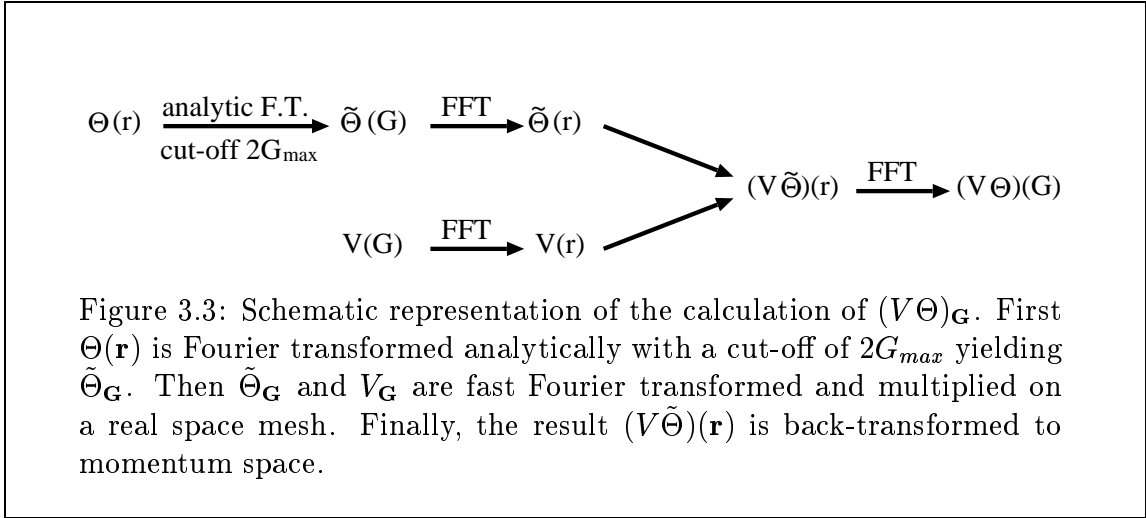 Θ(r) analytic F.T. Θ̃(G) FFT Θ̃(r)
cut-off 2Gmax
(VΘ̃)(r) FFT (VΘ)(G)
V(G) FFT V(r)
Figure 3.3: Schematic representation of the calculation of (VΘ)G. First
Θ(r) is Fourier transformed analytically with a cut-off of 2Gmax yielding
Θ̃G. Then Θ̃G and VG are fast Fourier transformed and multiplied on
a real space mesh. Finally, the result (VΘ̃)(r) is back-transformed to
momentum space.